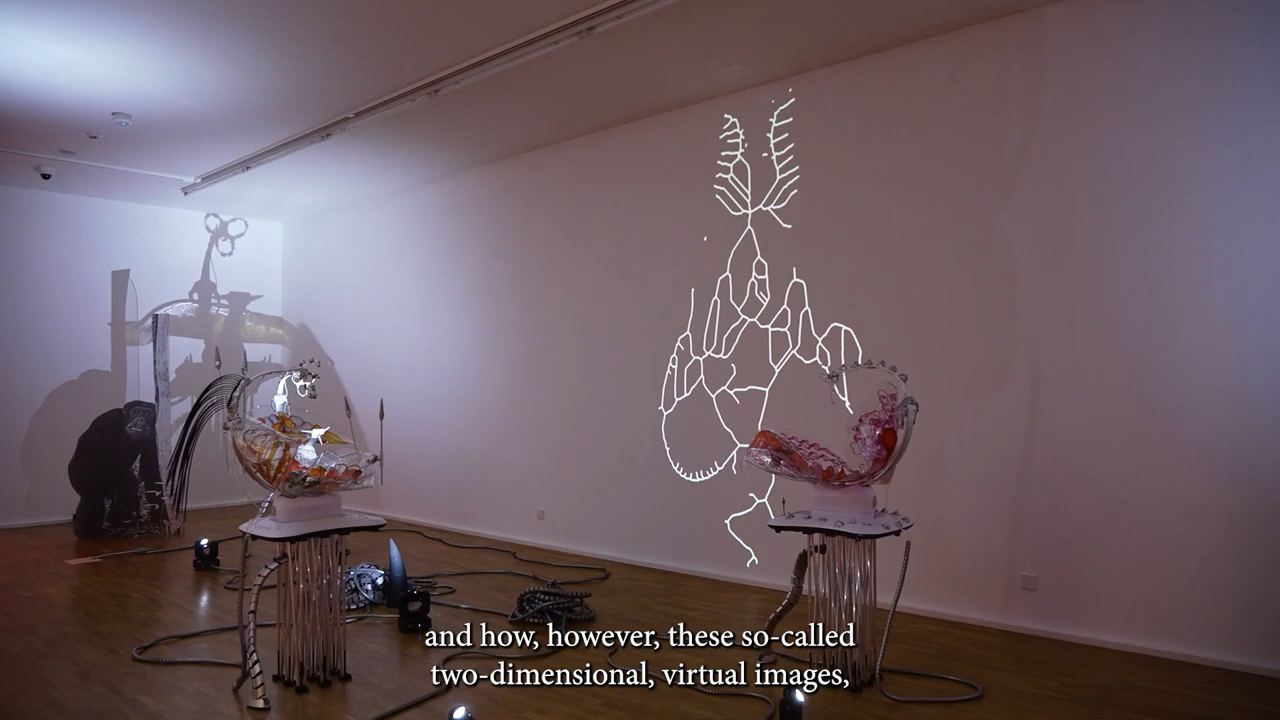 and how, however, these so-called
two-dimensional, virtual images,